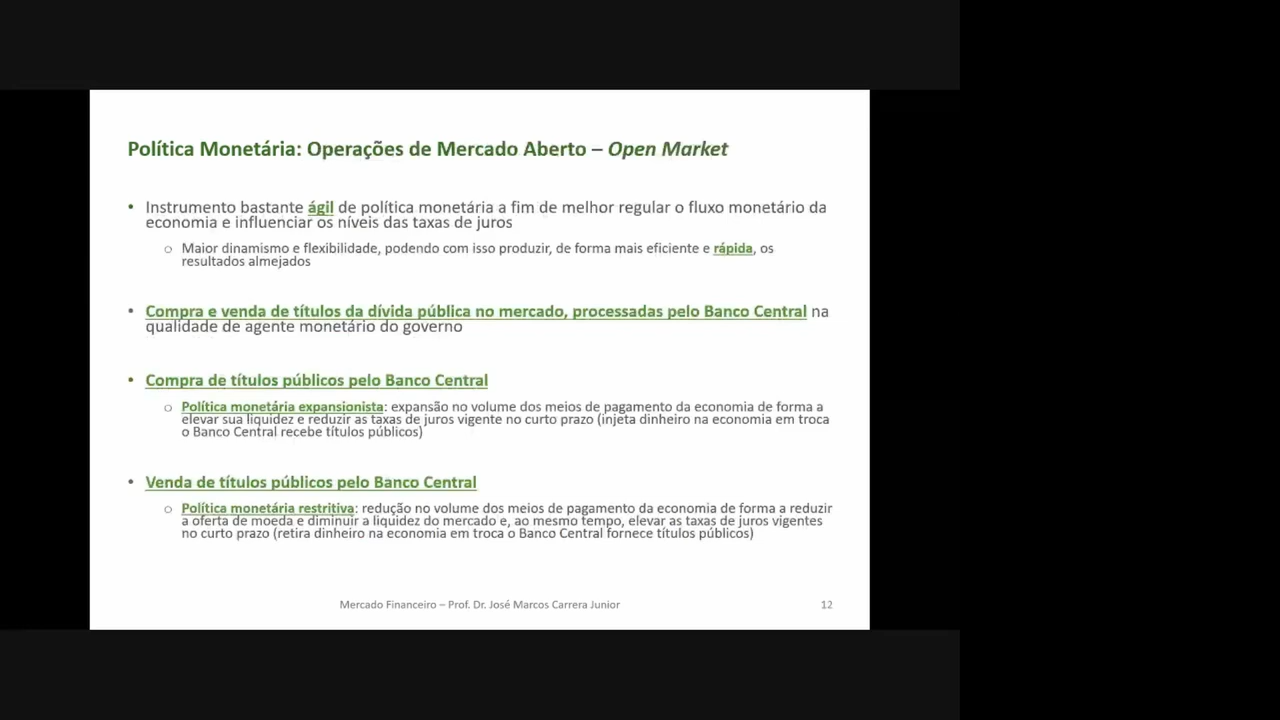 Política Monetária: Operações de Mercado Aberto – Open Market
• Instrumento bastante ágil de política monetária a fim de melhor regular o fluxo monetário da
economia e influenciar os níveis das taxas de juros
○ Maior dinamismo e flexibilidade, podendo com isso produzir, de forma mais eficiente e rápida, os
resultados almejados
• Compra e venda de títulos da dívida pública no mercado, processadas pelo Banco Central na
qualidade de agente monetário do governo
• Compra de títulos públicos pelo Banco Central
○ Política monetária expansionista: expansão no volume dos meios de pagamento da economia de forma a
elevar sua liquidez e reduzir as taxas de juros vigente no curto prazo (injeta dinheiro na economia em troca
o Banco Central recebe títulos públicos)
• Venda de títulos públicos pelo Banco Central
○ Política monetária restritiva: redução no volume dos meios de pagamento da economia de forma a reduzir
a oferta de moeda e diminuir a liquidez do mercado e, ao mesmo tempo, elevar as taxas de juros vigentes
no curto prazo (retira dinheiro na economia em troca o Banco Central fornece títulos públicos)
Mercado Financeiro – Prof. Dr. José Marcos Carrera Junior
12